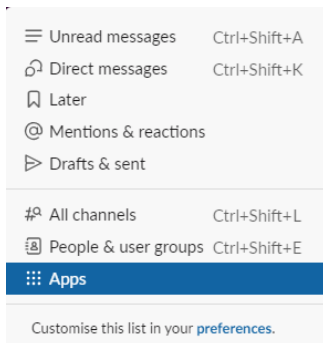 Unread messages Ctrl+Shift+A
Direct messages Ctrl+Shift+K
Later
Mentions & reactions
Drafts & sent
All channels Ctrl+Shift+L
People & user groups Ctrl+Shift+E
Apps
Customise this list in your preferences.